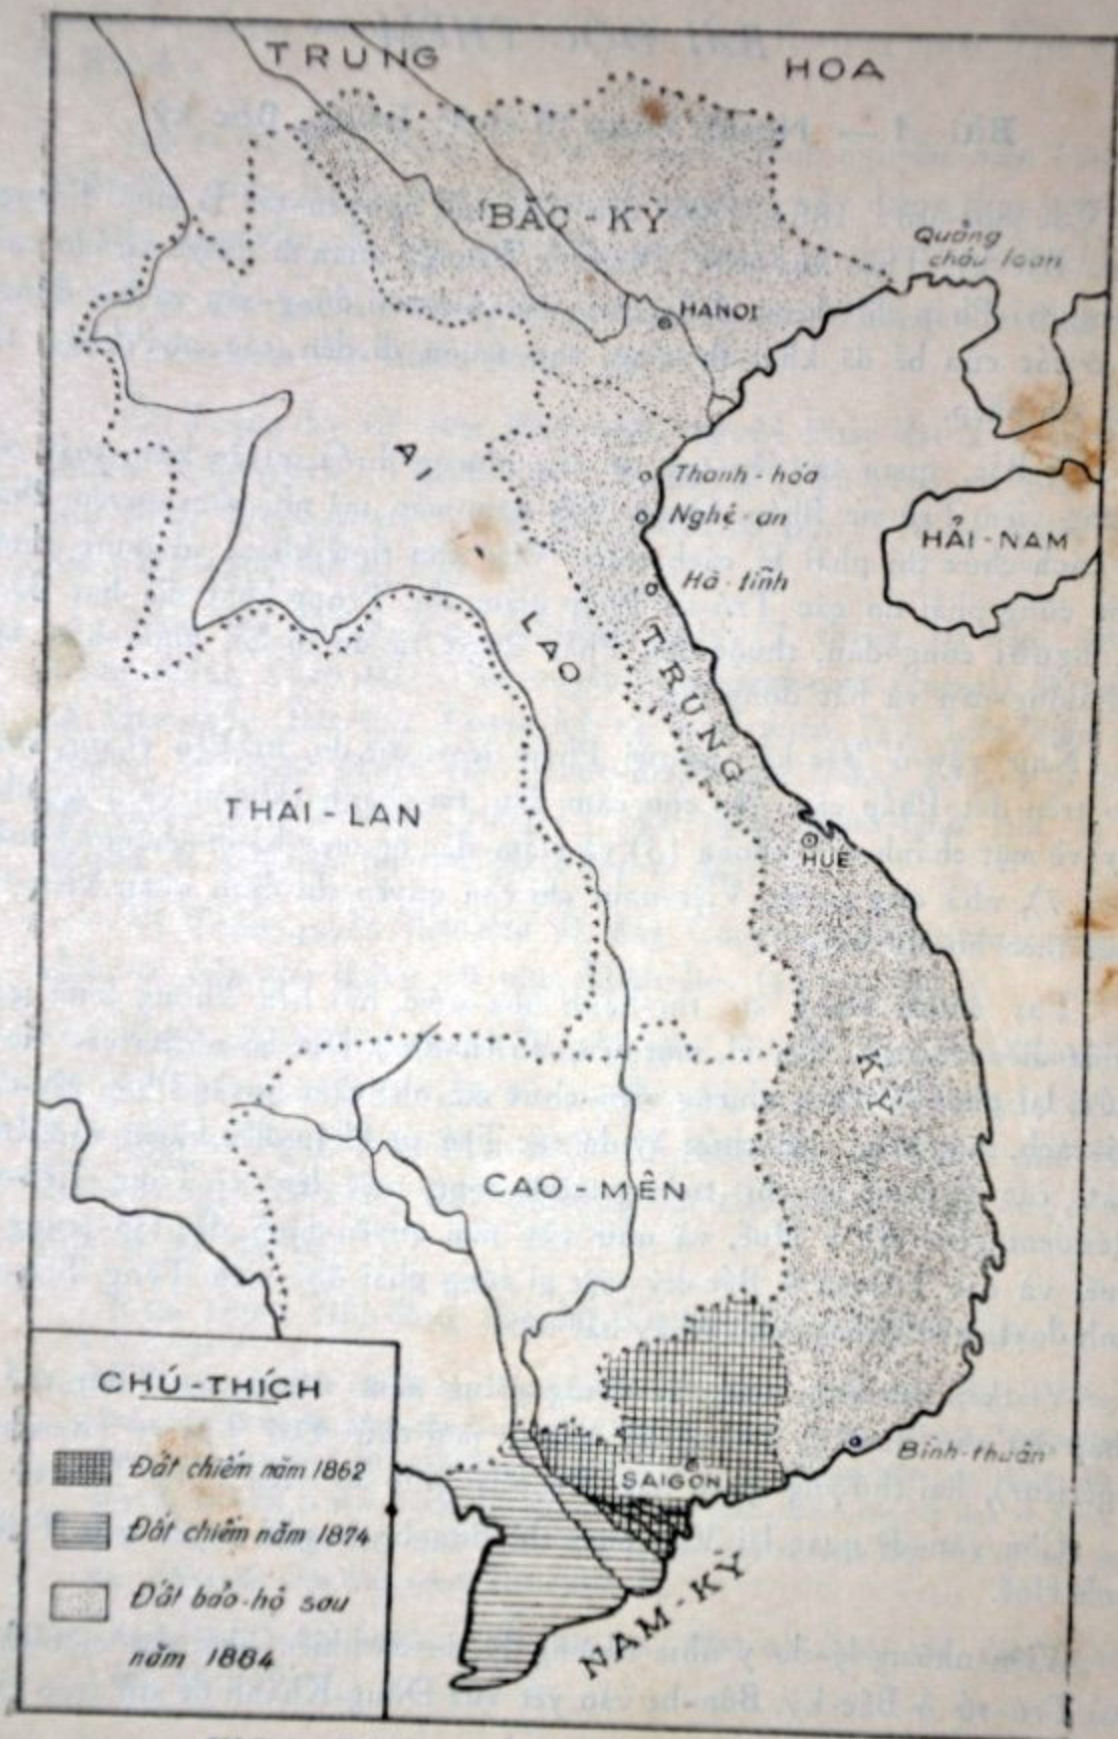 TRUNG HOA
BẮC-KỲ
Quảng
châu loan
HANOI
AI
LAO
Thanh-hóa
Nghệ-an
Hà tĩnh
HẢI-NAM
TRUNG
THÁI-LAN
HUẾ
KỲ
CAO-MÊN
Bình-thuận
SAIGON
NAM-KỲ
CHÚ-THÍCH
Đất chiếm năm 1862
Đất chiếm năm 1874
Đất bảo-hộ sau
năm 1884